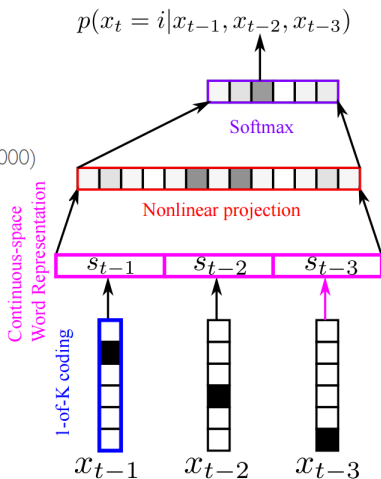 p(x_t = i|x_{t-1}, x_{t-2}, x_{t-3})
Softmax
000)
Nonlinear projection
Continuous-space
Word Representation
s_{t-1} s_{t-2} s_{t-3}
1-of-K coding
x_{t-1} x_{t-2} x_{t-3}